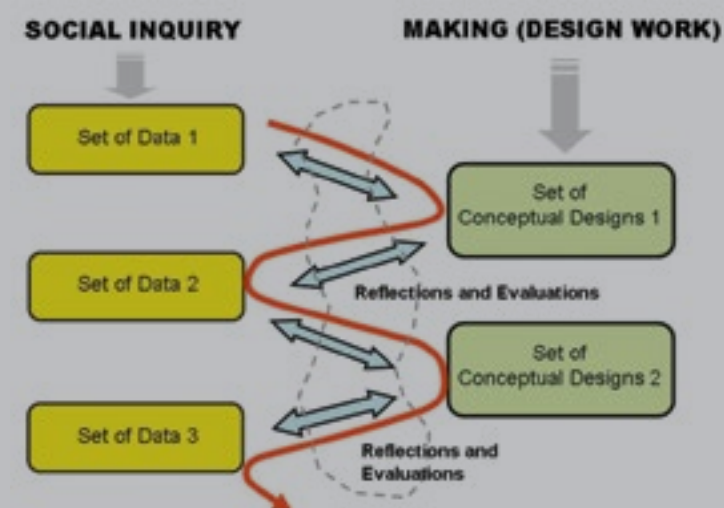 SOCIAL INQUIRY
MAKING (DESIGN WORK)
Set of Data 1
Set of
Conceptual Designs 1
Set of Data 2
Reflections and Evaluations
Set of
Conceptual Designs 2
Set of Data 3
Reflections and
Evaluations